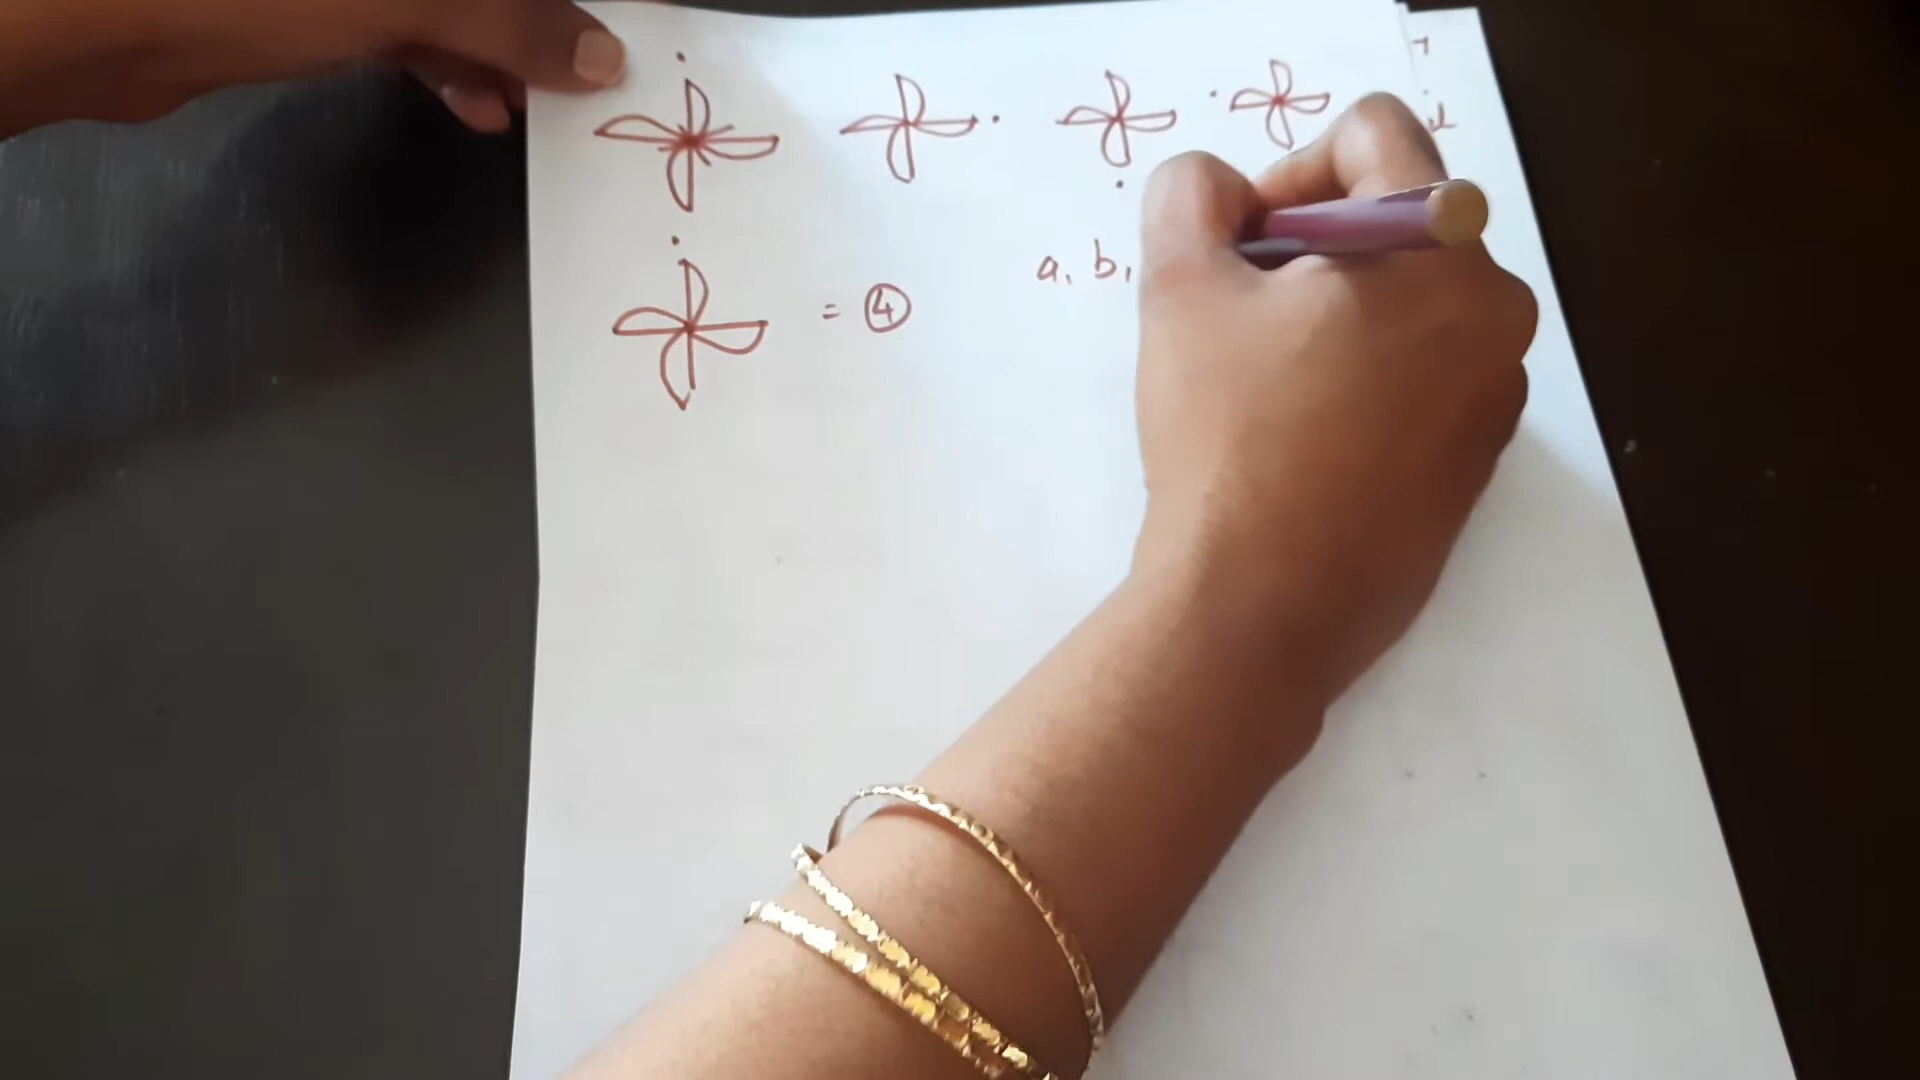 = ④
a, b,